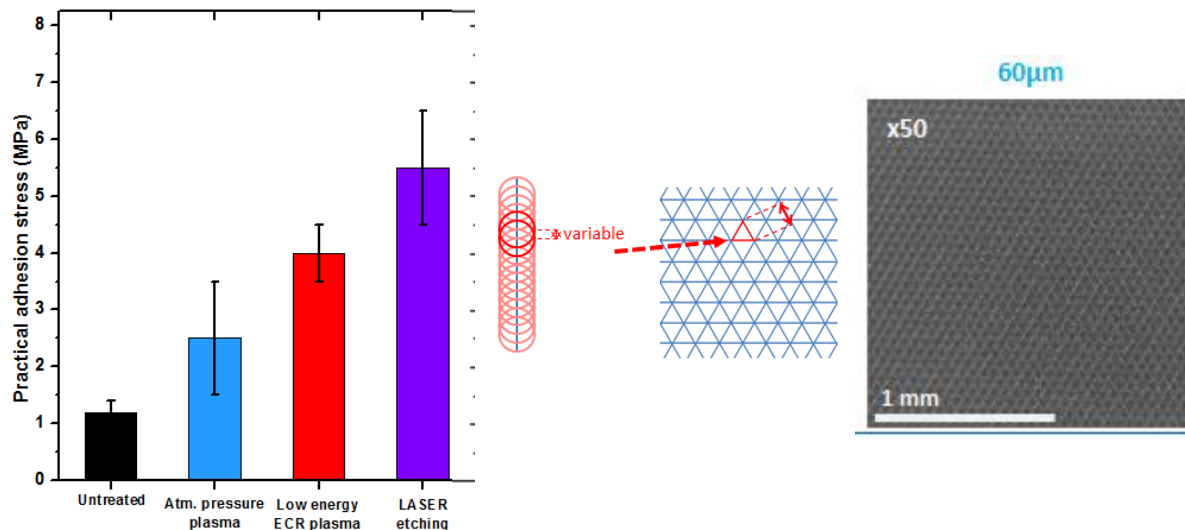 Practical adhesion stress (MPa)
8
7
6
5
4
3
2
1
0
Untreated
Atm. pressure
plasma
Low energy
ECR plasma
LASER
etching
variable
60µm
x50
1 mm